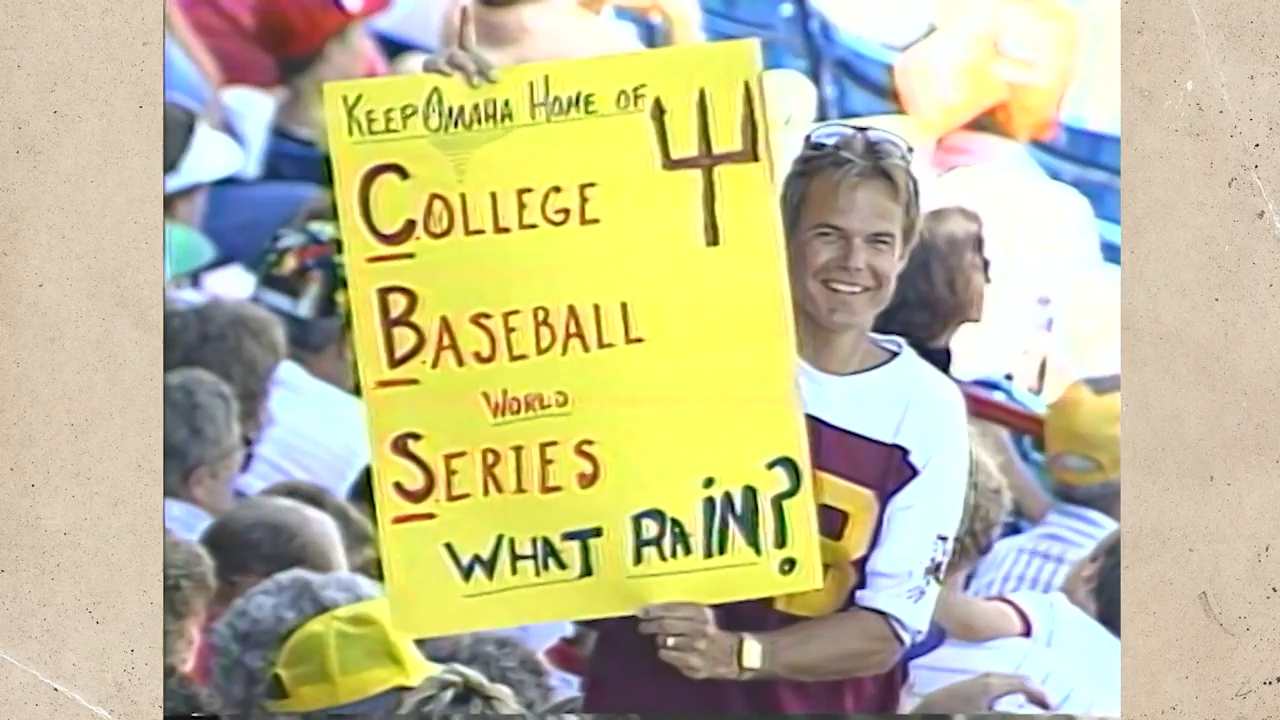 KEEP OMAHA HOME OF
COLLEGE
BASEBALL
WORLD
SERIES
WHAT RAIN?